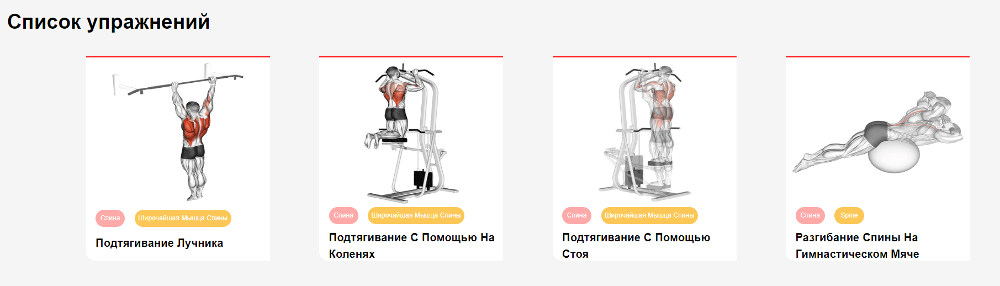 Список упражнений
Спина
Широчайшая Мышца Спины
Подтягивание Лучника
Спина
Широчайшая Мышца Спины
Подтягивание С Помощью На
Коленях
Спина
Широчайшая Мышца Спины
Подтягивание С Помощью
Стоя
Спина
Spine
Разгибание Спины На
Гимнастическом Мяче